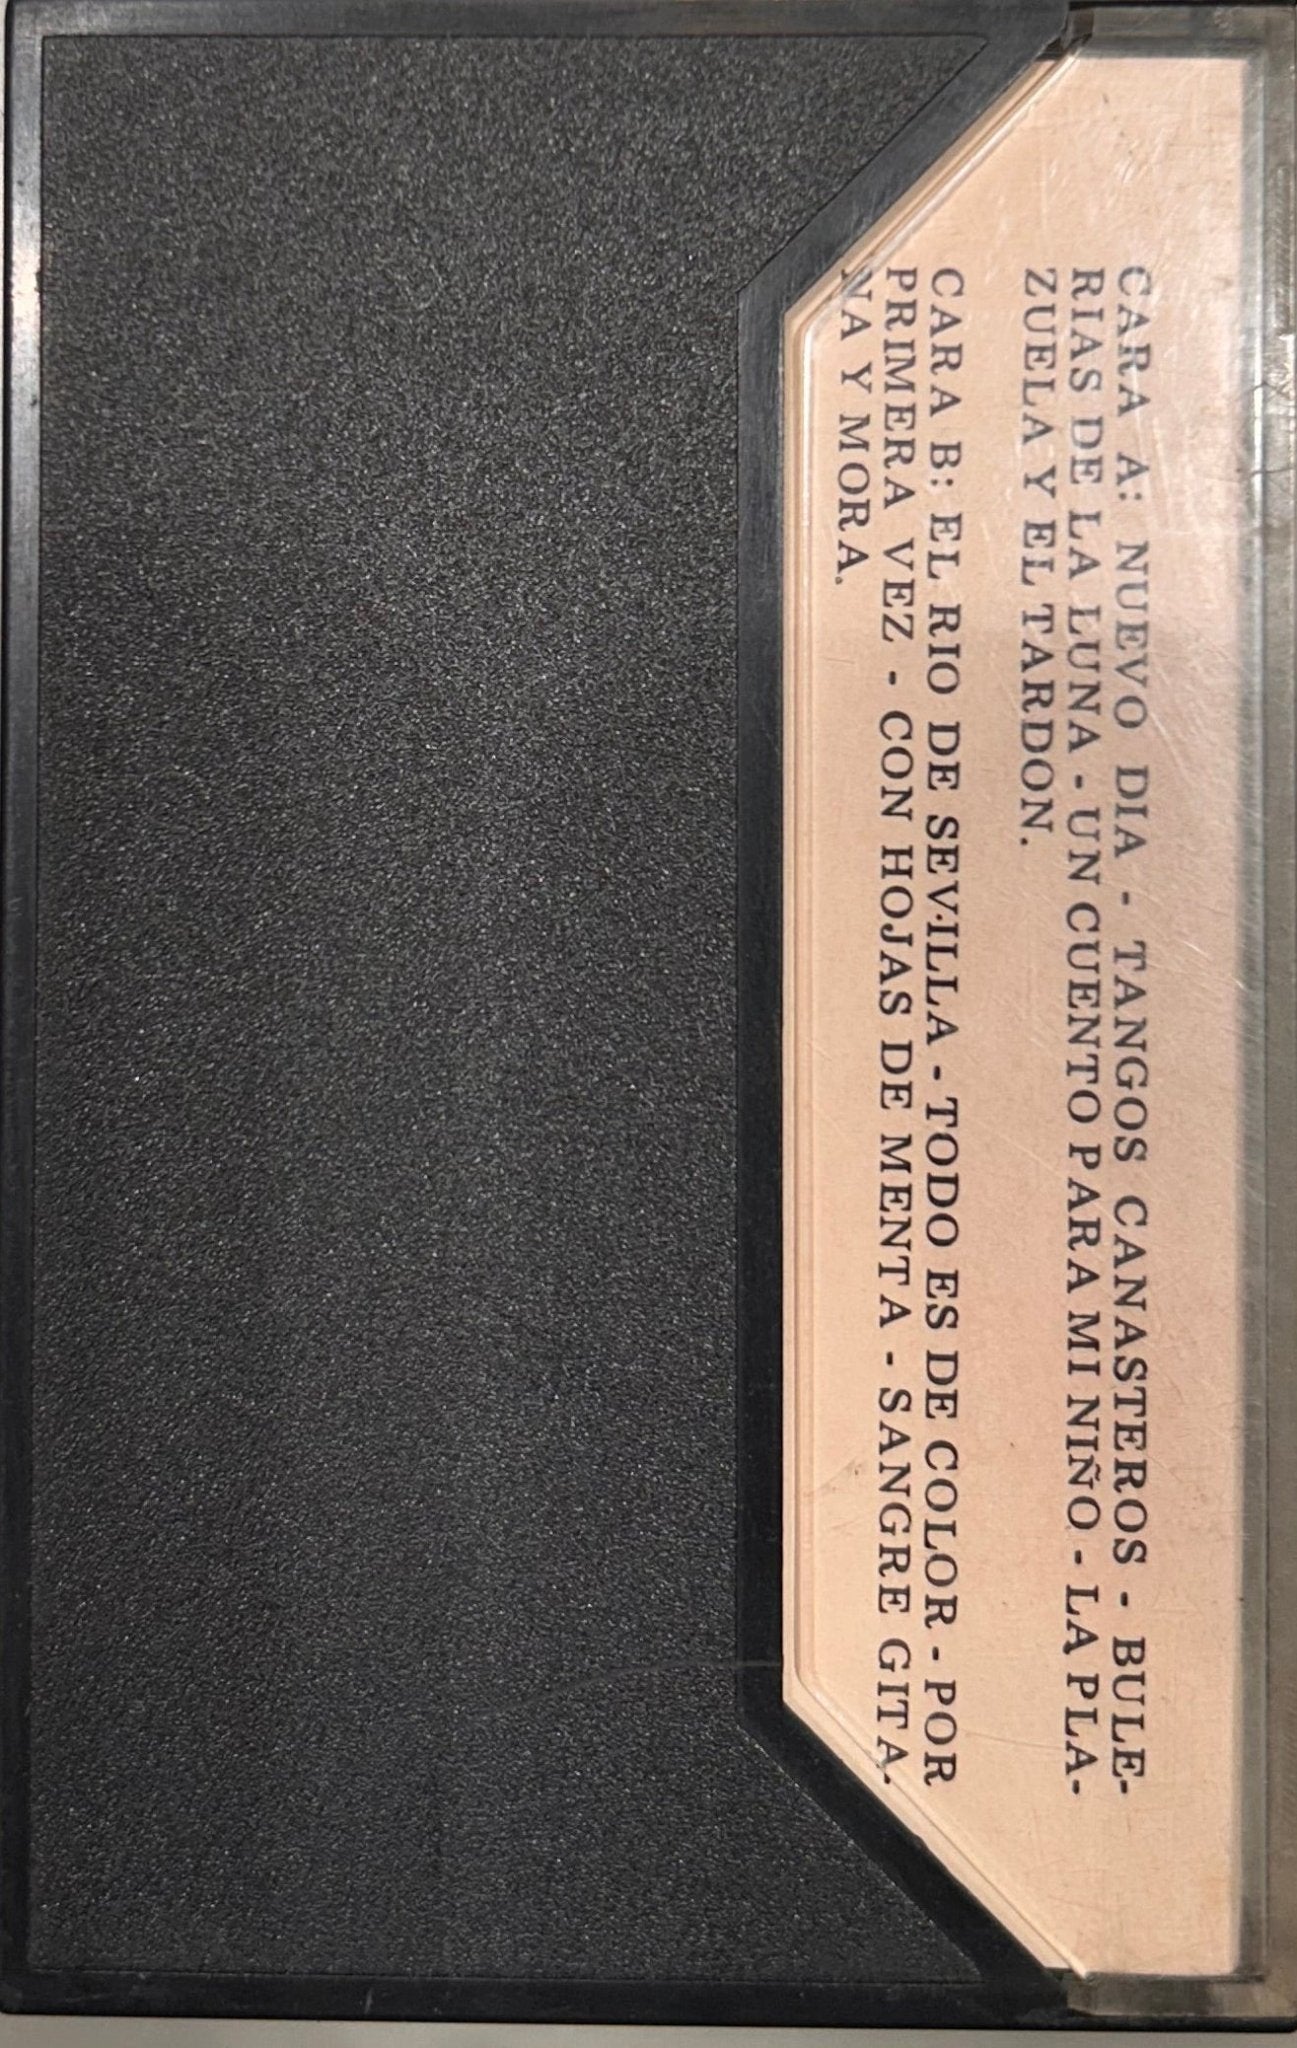 CARA A: NUEVO DIA - TANGOS CANASTEROS - BULE-
RIAS DE LA LUNA - UN CUENTO PARA MI NIÑO - LA PLA-
ZUELA Y EL TARDON.
CARA B: EL RIO DE SEVILLA - TODO ES DE COLOR - POR
PRIMERA VEZ - CON HOJAS DE MENTA - SANGRE GITA-
NA Y MORA.